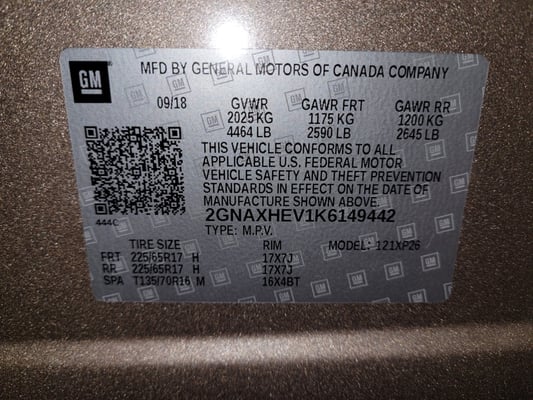 GM
MFD BY GENERAL MOTORS OF CANADA COMPANY
09/18 GVWR GAWR FRT GAWR RR
2025 KG 1175 KG 1200 KG
4464 LB 2590 LB 2645 LB
THIS VEHICLE CONFORMS TO ALL
APPLICABLE U.S. FEDERAL MOTOR
VEHICLE SAFETY AND THEFT PREVENTION
STANDARDS IN EFFECT ON THE DATE OF
MANUFACTURE SHOWN ABOVE.
444C 2GNAXHEV1K6149442
TYPE: M.P.V. MODEL: 121XP26
TIRE SIZE RIM
FRT 225/65R17 H 17X7J
RR 225/65R17 H 17X7J
SPA T135/70R16 M 16X4BT